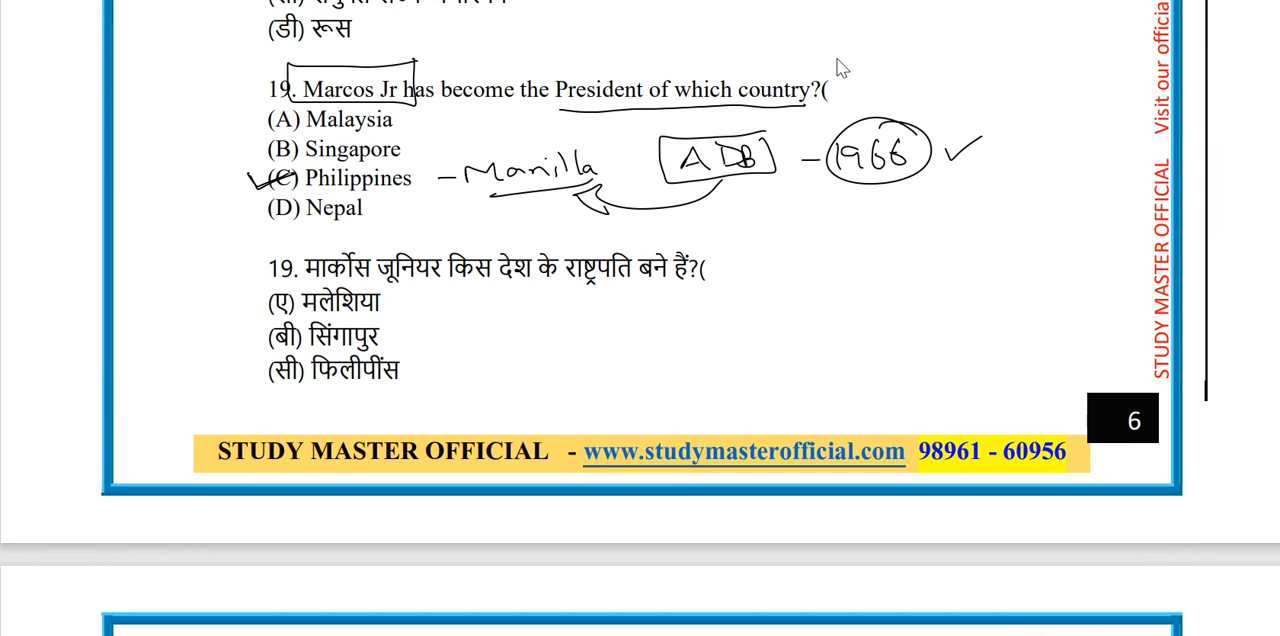 (डी) रूस
19. Marcos Jr has become the President of which country?(
(A) Malaysia
(B) Singapore
(C) Philippines - Manilla ADB - 1966
(D) Nepal
19. मार्कोस जूनियर किस देश के राष्ट्रपति बने हैं?(
(ए) मलेशिया
(बी) सिंगापुर
(सी) फिलीपींस
6
STUDY MASTER OFFICIAL - www.studymasterofficial.com 98961 - 60956
STUDY MASTER OFFICIAL Visit our officia